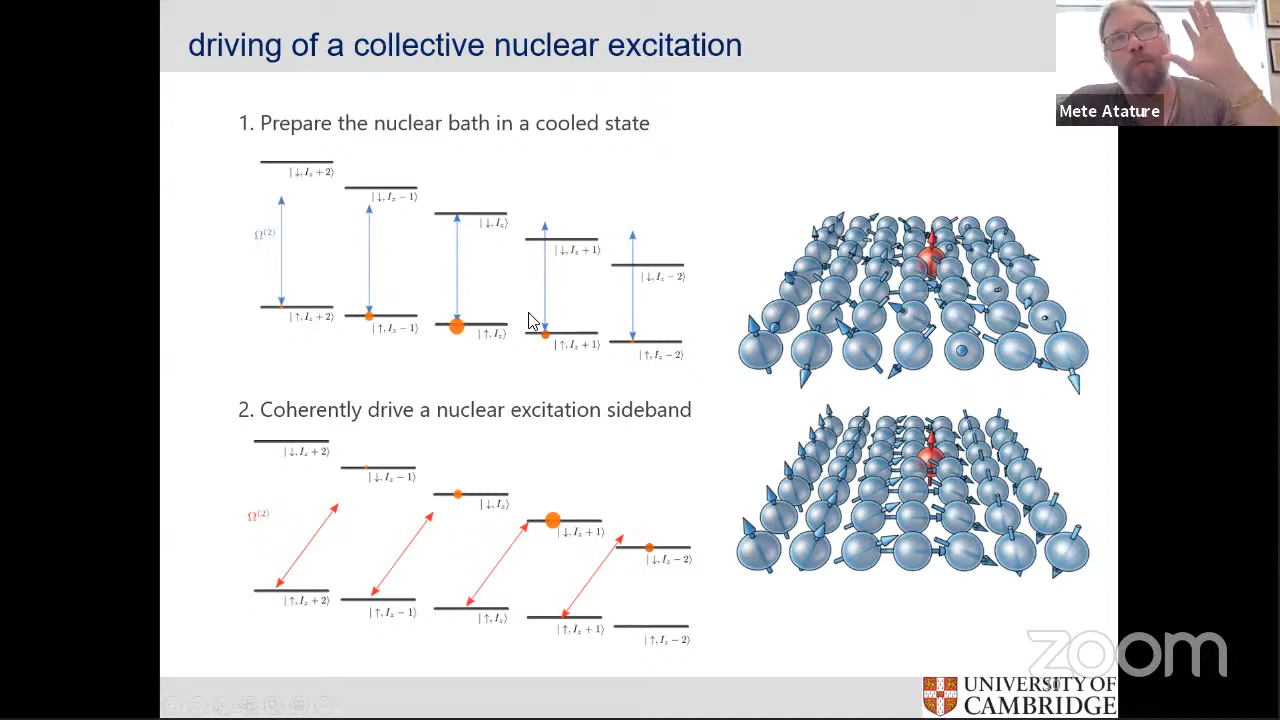 driving of a collective nuclear excitation
Mete Atature
1. Prepare the nuclear bath in a cooled state
|↓, I_z + 2⟩
|↓, I_z − 1⟩
|↓, I_z⟩
|↓, I_z + 1⟩
|↓, I_z − 2⟩
Ω^(2)
|↑, I_z + 2⟩
|↑, I_z − 1⟩
|↑, I_z⟩
|↑, I_z + 1⟩
|↑, I_z − 2⟩
2. Coherently drive a nuclear excitation sideband
|↓, I_z + 2⟩
|↓, I_z − 1⟩
|↓, I_z⟩
|↓, I_z + 1⟩
|↓, I_z − 2⟩
Ω^(2)
|↑, I_z + 2⟩
|↑, I_z − 1⟩
|↑, I_z⟩
|↑, I_z + 1⟩
|↑, I_z − 2⟩
zoom
UNIVERSITY OF
CAMBRIDGE